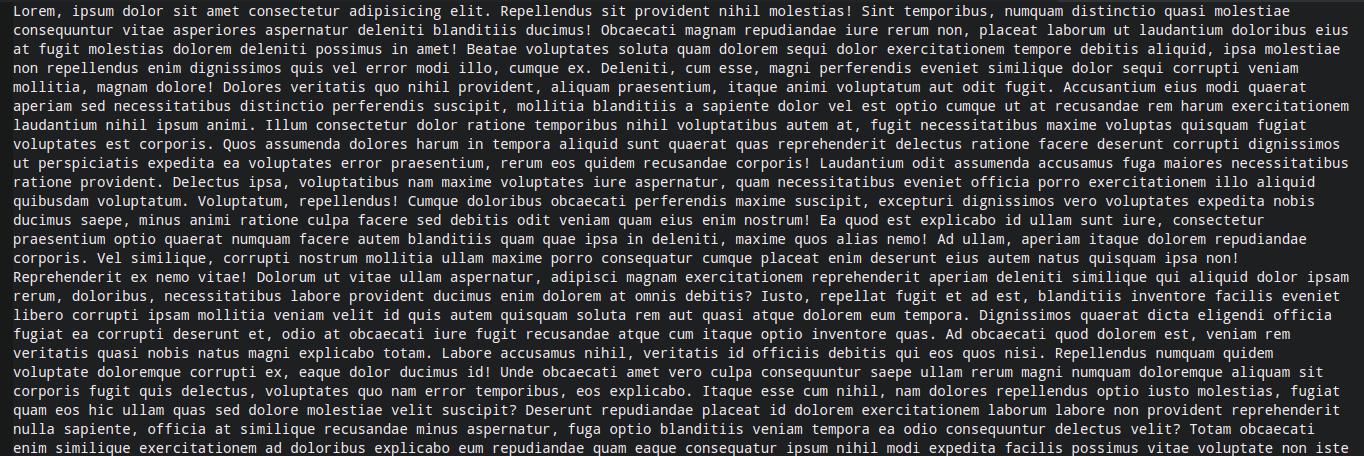 Lorem, ipsum dolor sit amet consectetur adipisicing elit. Repellendus sit provident nihil molestias! Sint temporibus, numquam distinctio quasi molestiae
consequuntur vitae asperiores aspernatur deleniti blanditiis ducimus! Obcaecati magnam repudiandae iure rerum non, placeat laborum ut laudantium doloribus eius
at fugit molestias dolorem deleniti possimus in amet! Beatae voluptates soluta quam dolorem sequi dolor exercitationem tempore debitis aliquid, ipsa molestiae
non repellendus enim dignissimos quis vel error modi illo, cumque ex. Deleniti, cum esse, magni perferendis eveniet similique dolor sequi corrupti veniam
mollitia, magnam dolore! Dolores veritatis quo nihil provident, aliquam praesentium, itaque animi voluptatum aut odit fugit. Accusantium eius modi quaerat
aperiam sed necessitatibus distinctio perferendis suscipit, mollitia blanditiis a sapiente dolor vel est optio cumque ut at recusandae rem harum exercitationem
laudantium nihil ipsum animi. Illum consectetur dolor ratione temporibus nihil voluptatibus autem at, fugit necessitatibus maxime voluptas quisquam fugiat
voluptates est corporis. Quos assumenda dolores harum in tempora aliquid sunt quaerat quas reprehenderit delectus ratione facere deserunt corrupti dignissimos
ut perspiciatis expedita ea voluptates error praesentium, rerum eos quidem recusandae corporis! Laudantium odit assumenda accusamus fuga maiores necessitatibus
ratione provident. Delectus ipsa, voluptatibus nam maxime voluptates iure aspernatur, quam necessitatibus eveniet officia porro exercitationem illo aliquid
quibusdam voluptatum. Voluptatum, repellendus! Cumque doloribus obcaecati perferendis maxime suscipit, excepturi dignissimos vero voluptates expedita nobis
ducimus saepe, minus animi ratione culpa facere sed debitis odit veniam quam eius enim nostrum! Ea quod est explicabo id ullam sunt iure, consectetur
praesentium optio quaerat numquam facere autem blanditiis quam quae ipsa in deleniti, maxime quos alias nemo! Ad ullam, aperiam itaque dolorem repudiandae
corporis. Vel similique, corrupti nostrum mollitia ullam maxime porro consequatur cumque placeat enim deserunt eius autem natus quisquam ipsa non!
Reprehenderit ex nemo vitae! Dolorum ut vitae ullam aspernatur, adipisci magnam exercitationem reprehenderit aperiam deleniti similique qui aliquid dolor ipsam
rerum, doloribus, necessitatibus labore provident ducimus enim dolorem at omnis debitis? Iusto, repellat fugit et ad est, blanditiis inventore facilis eveniet
libero corrupti ipsam mollitia veniam velit id quis autem quisquam soluta rem aut quasi atque dolorem eum tempora. Dignissimos quaerat dicta eligendi officia
fugiat ea corrupti deserunt et, odio at obcaecati iure fugit recusandae atque cum itaque optio inventore quas. Ad obcaecati quod dolorem est, veniam rem
veritatis quasi nobis natus magni explicabo totam. Labore accusamus nihil, veritatis id officiis debitis qui eos quos nisi. Repellendus numquam quidem
voluptate doloremque corrupti ex, eaque dolor ducimus id! Unde obcaecati amet vero culpa consequuntur saepe ullam rerum magni numquam doloremque aliquam sit
corporis fugit quis delectus, voluptates quo nam error temporibus, eos explicabo. Itaque esse cum nihil, nam dolores repellendus optio iusto molestias, fugiat
quam eos hic ullam quas sed dolore molestiae velit suscipit? Deserunt repudiandae placeat id dolorem exercitationem laborum labore non provident reprehenderit
nulla sapiente, officia at similique recusandae minus aspernatur, fuga optio blanditiis veniam tempora ea odio consequuntur delectus velit? Totam obcaecati
enim similique exercitationem ad doloribus explicabo eum repudiandae quam eaque consequatur ipsum nihil modi expedita facilis possimus vitae voluptate non iste